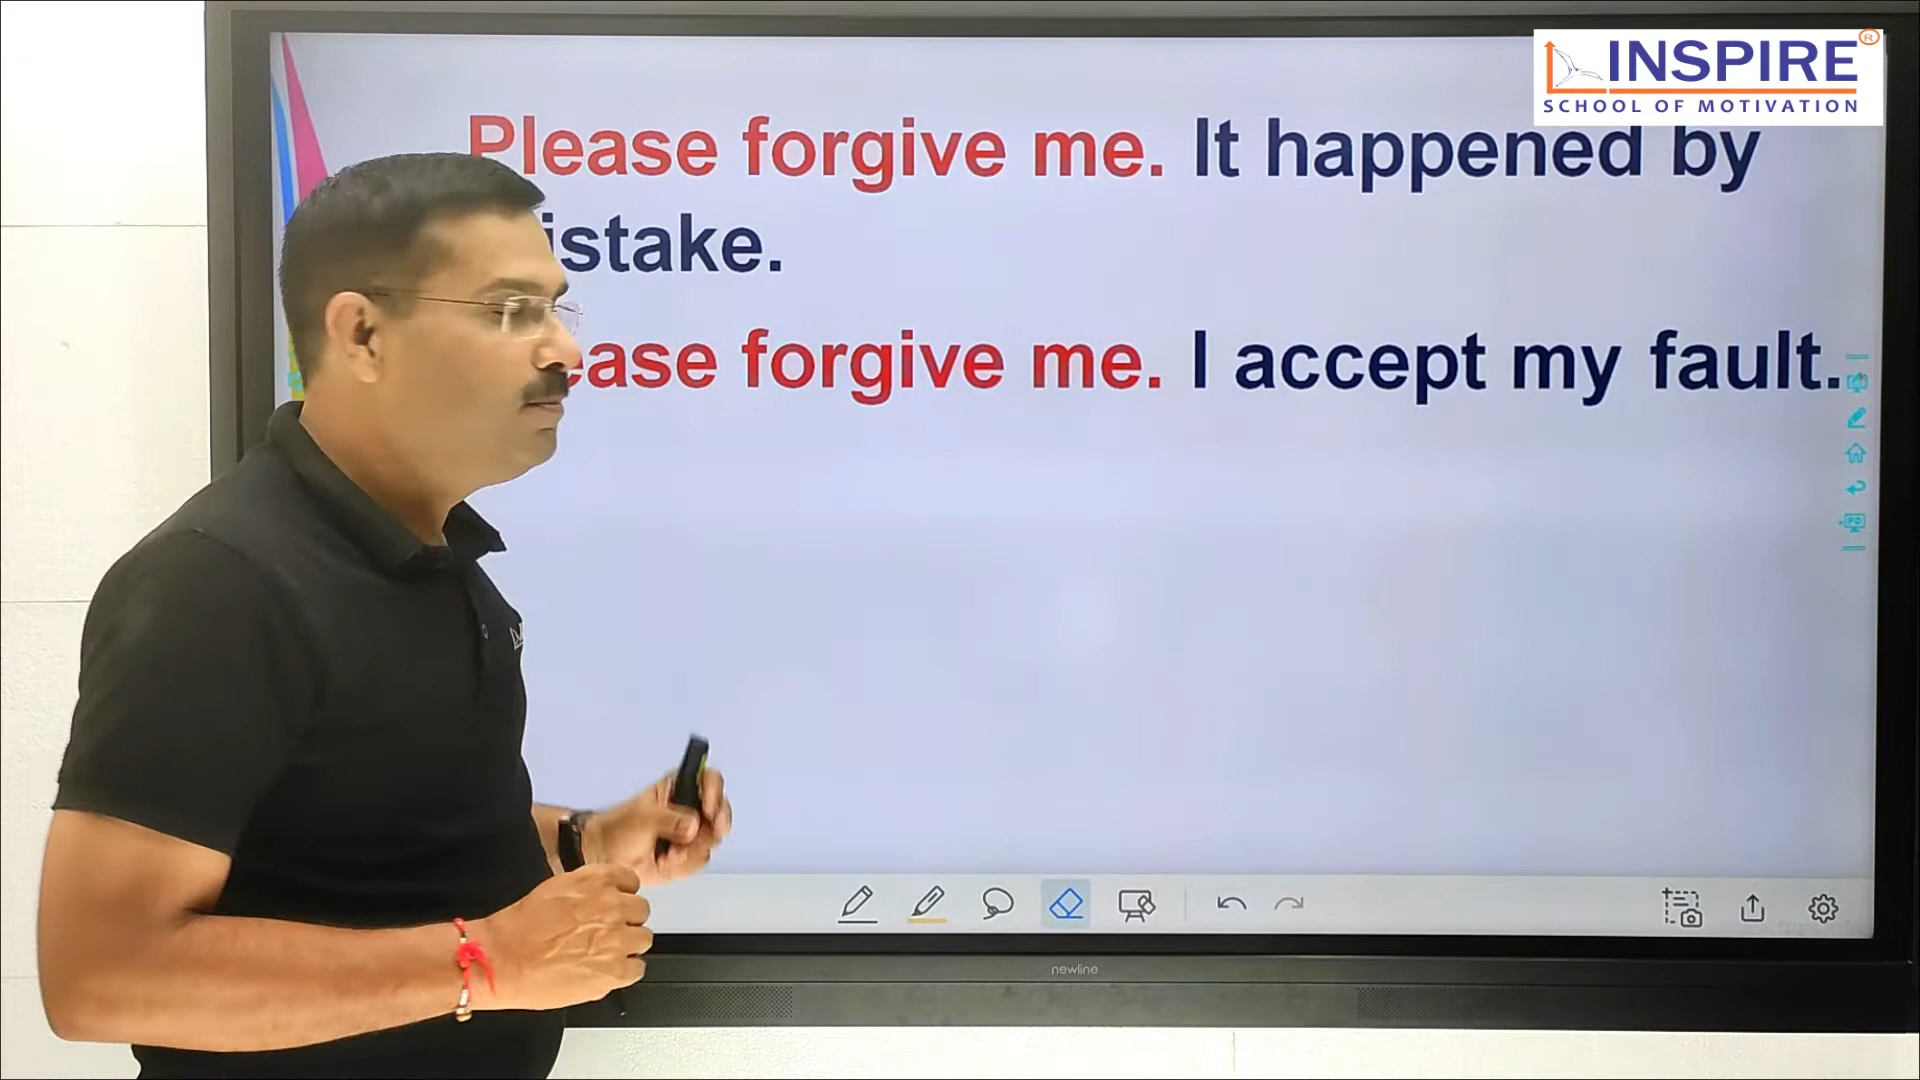 INSPIRE®
SCHOOL OF MOTIVATION
Please forgive me. It happened by
istake.
ease forgive me. I accept my fault.
newline